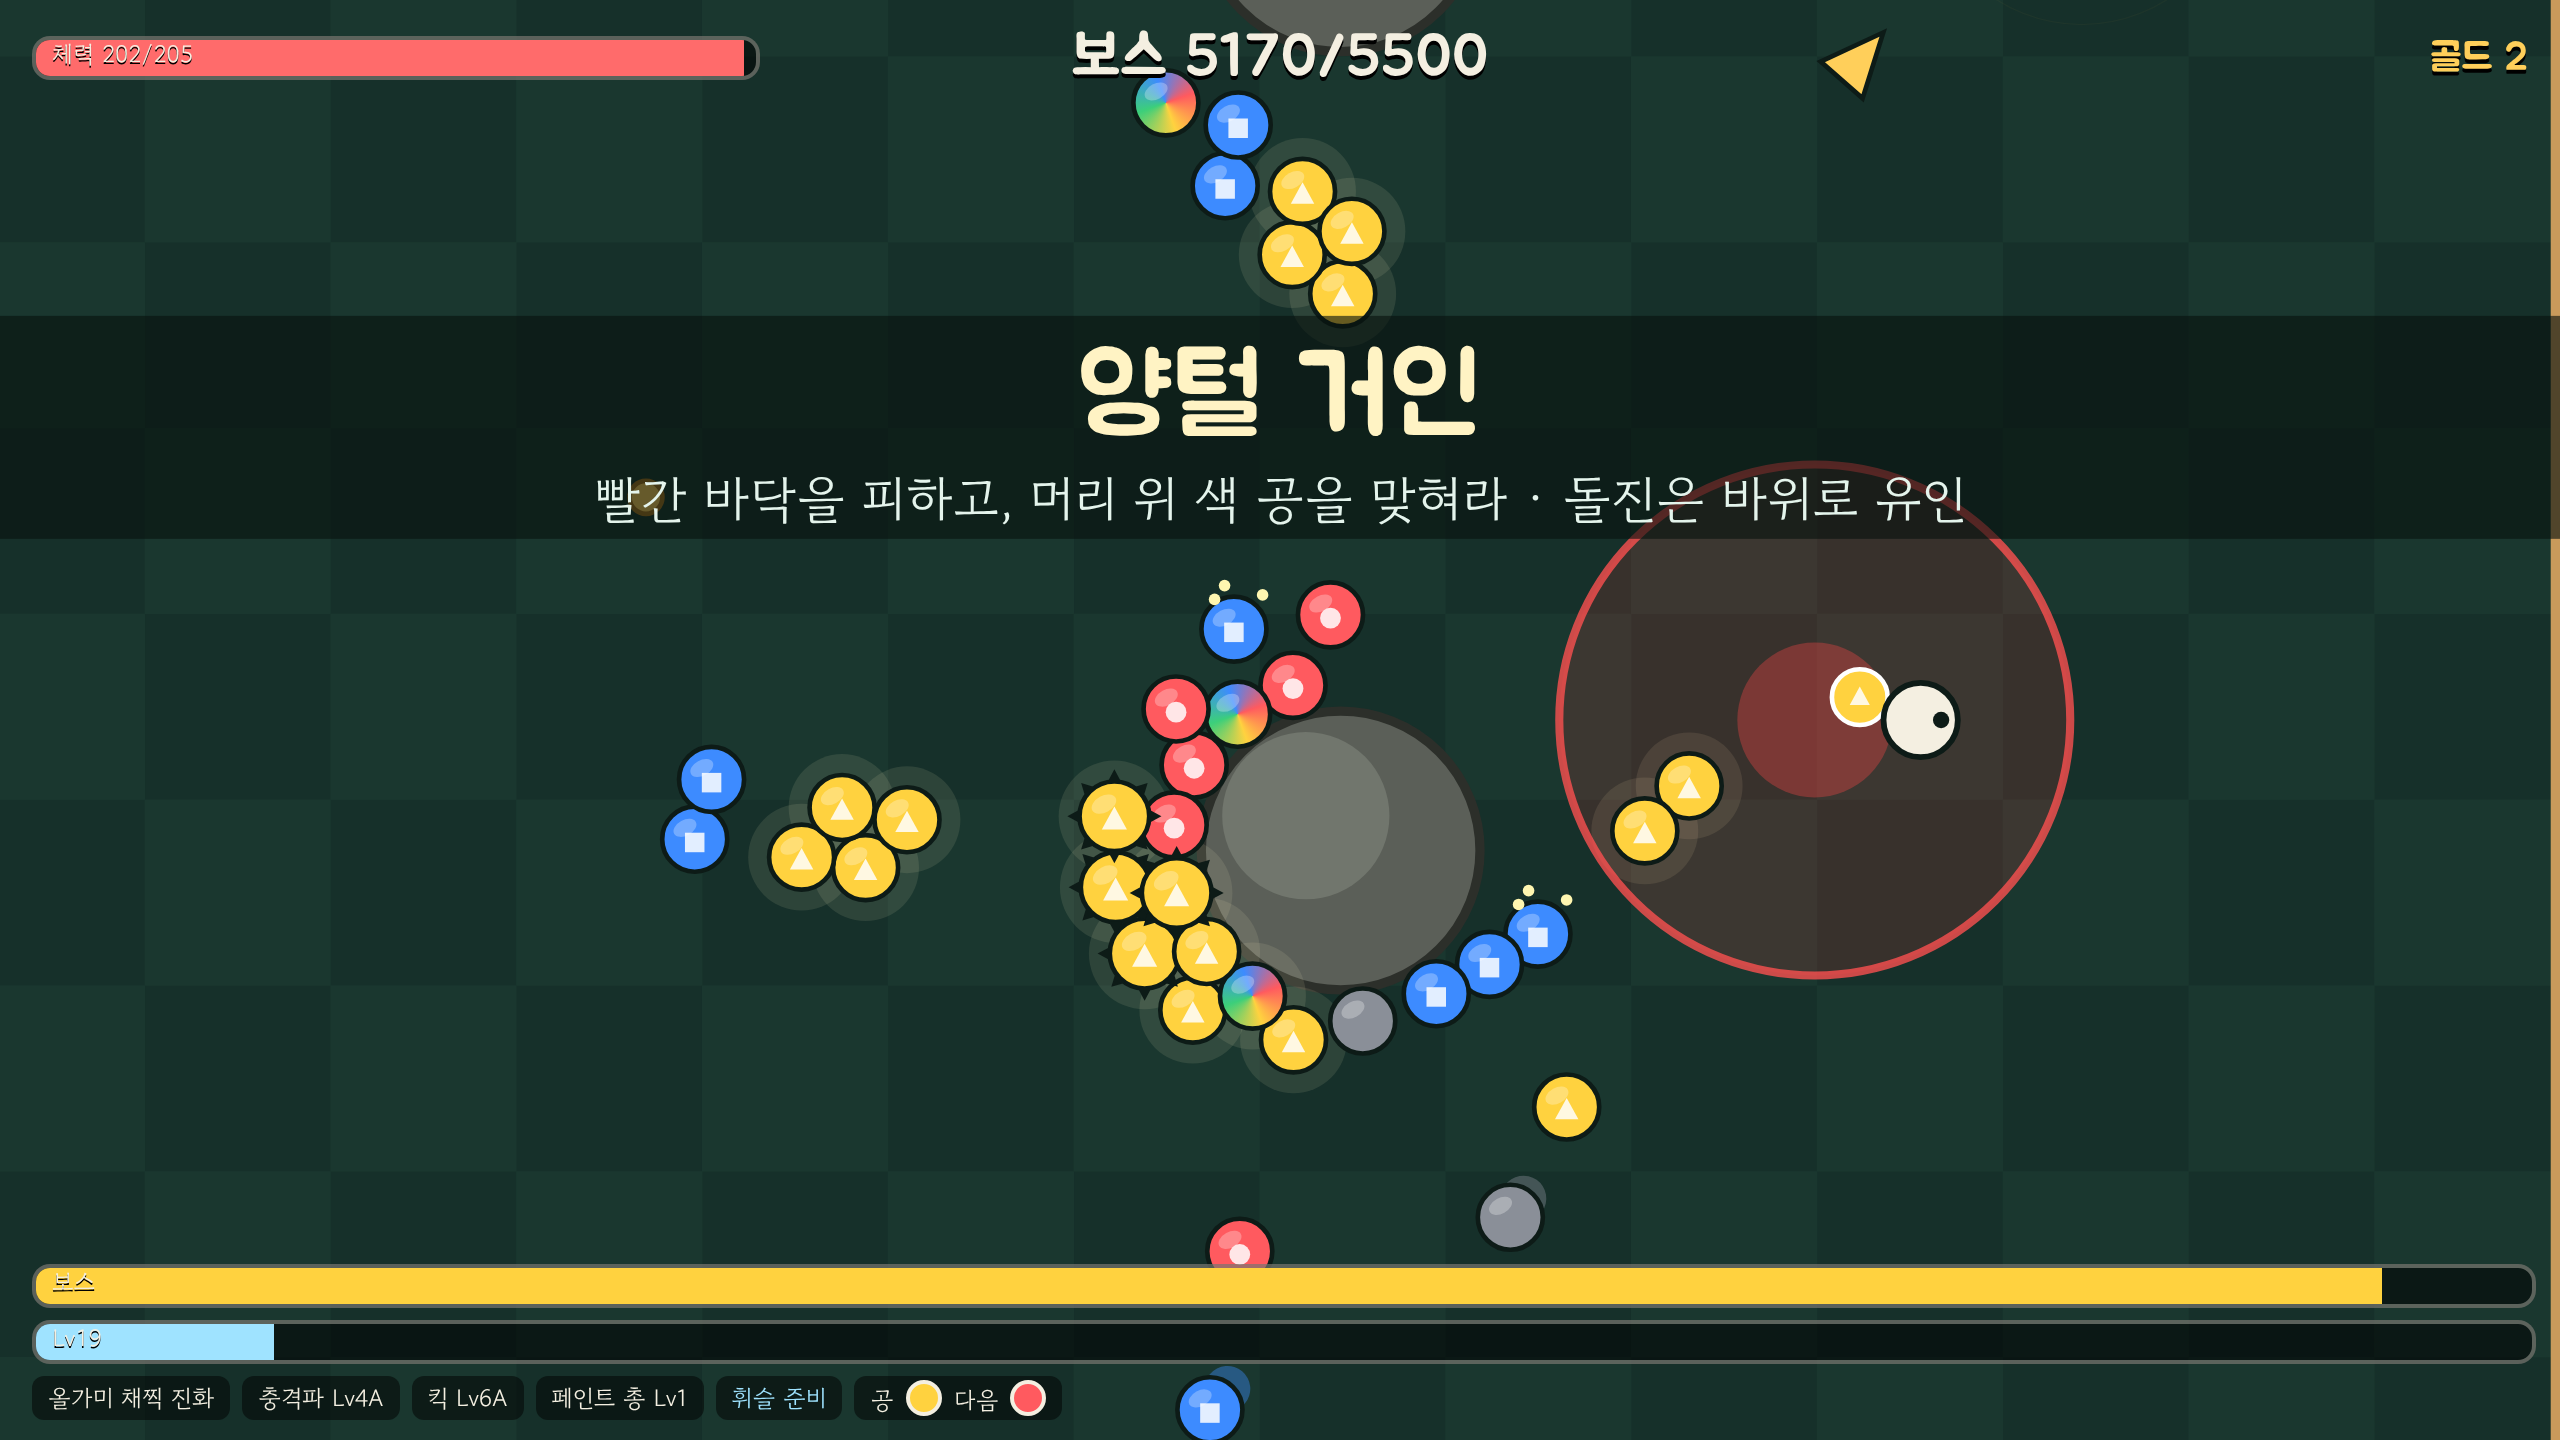 체력 202/205
보스 5170/5500
골드 2
양털 거인
빨간 바닥을 피하고, 머리 위 색 공을 맞혀라 · 돌진은 바위로 유인
보스
Lv19
올가미 채찍 진화 충격파 Lv4A 킥 Lv6A 페인트 총 Lv1 휘슬 준비 공 다음